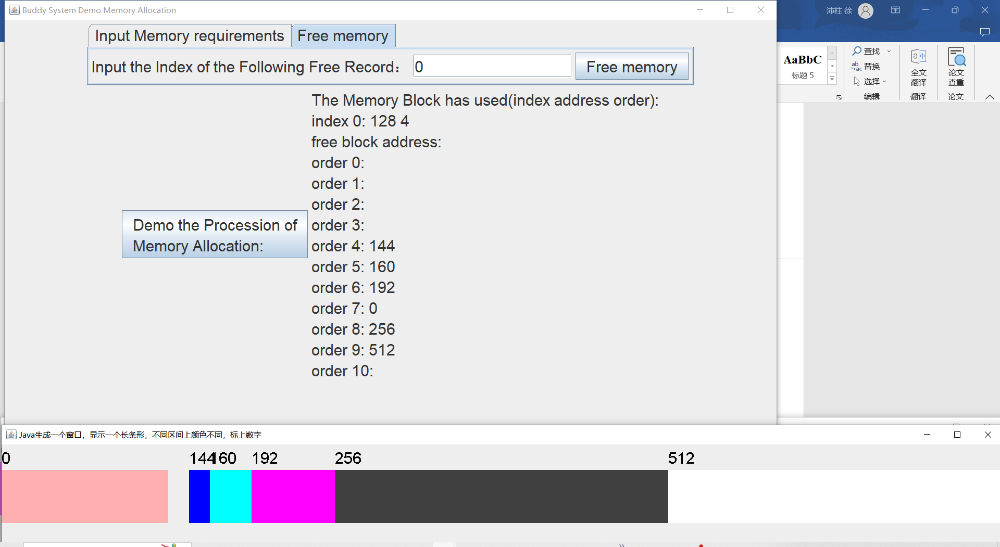 Buddy System Demo Memory Allocation
沛柱 徐
Input Memory requirements
Free memory
Input the Index of the Following Free Record：
0
Free memory
The Memory Block has used(index address order):
index 0: 128 4
free block address:
order 0:
order 1:
order 2:
order 3:
order 4: 144
order 5: 160
order 6: 192
order 7: 0
order 8: 256
order 9: 512
order 10:
Demo the Procession of
Memory Allocation:
AaBbC
标题 5
查找
替换
选择
编辑
全文
翻译
翻译
论文
查重
论文
Java生成一个窗口，显示一个长条形，不同区间上颜色不同，标上数字
0
144
160
192
256
512